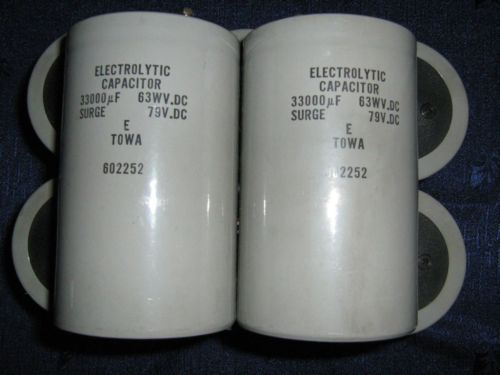 ELECTROLYTIC
CAPACITOR
33000µF 63WV.DC
SURGE 79V.DC
E
TOWA
602252
ELECTROLYTIC
CAPACITOR
33000µF 63WV.DC
SURGE 79V.DC
E
TOWA